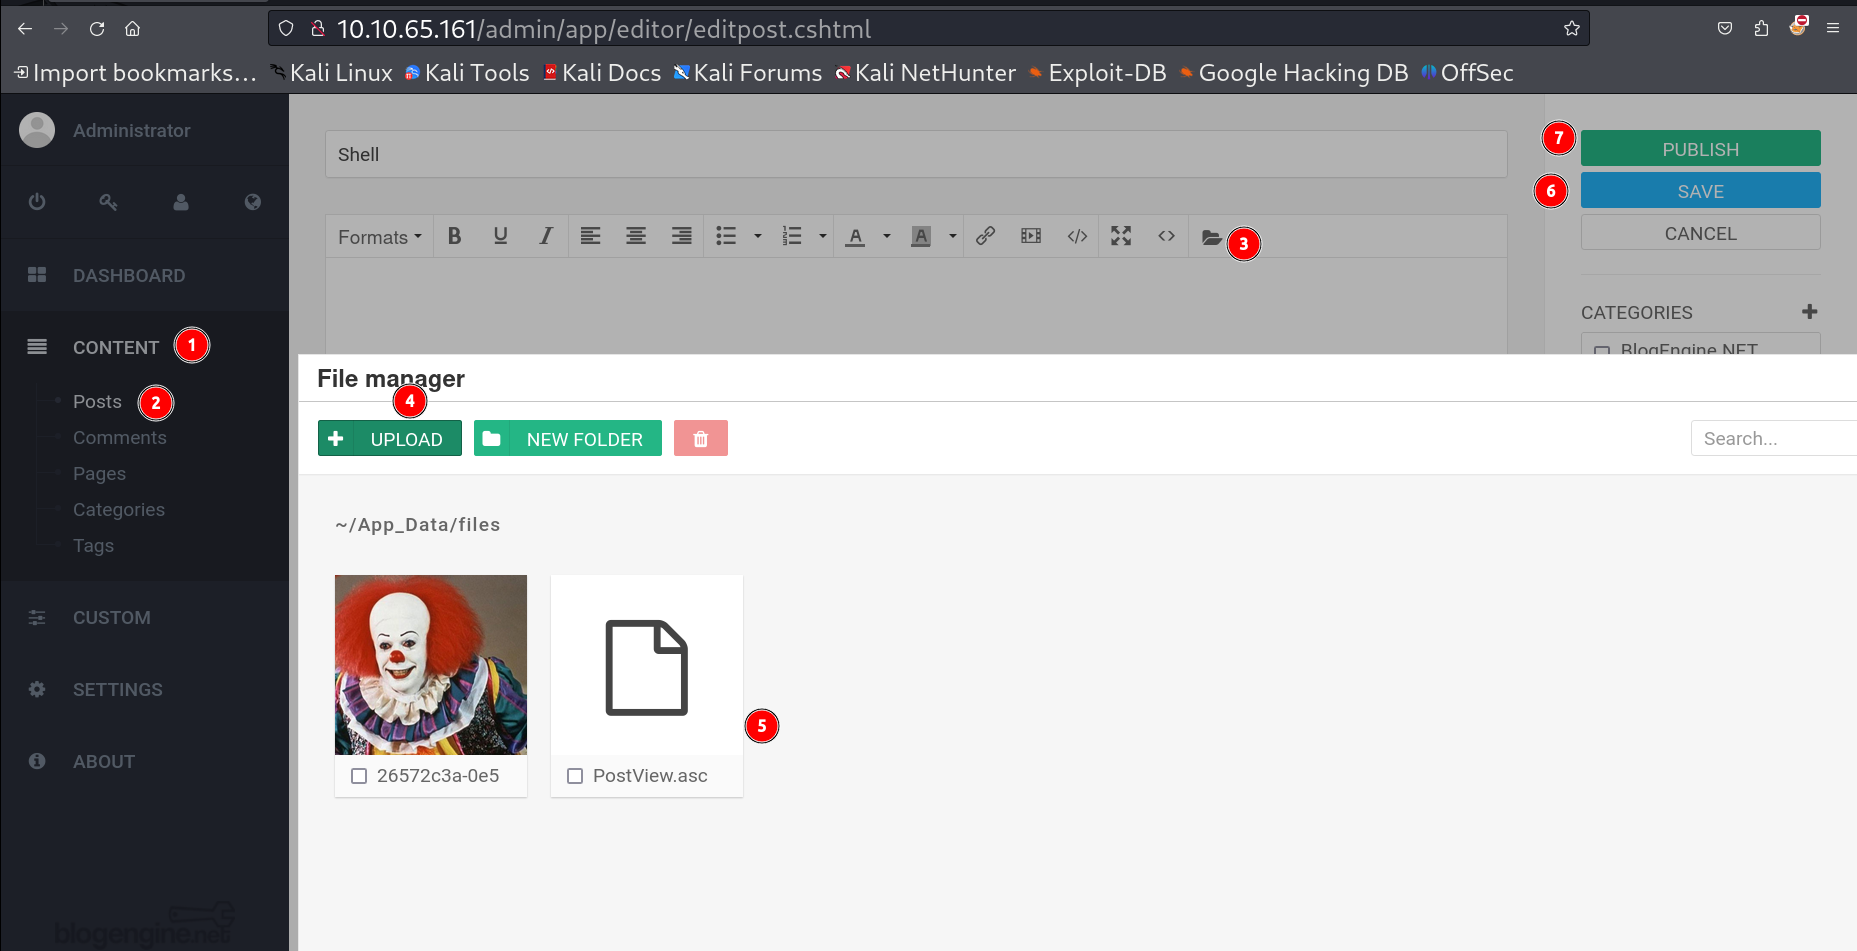 10.10.65.161/admin/app/editor/editpost.cshtml
Import bookmarks... Kali Linux Kali Tools Kali Docs Kali Forums Kali NetHunter Exploit-DB Google Hacking DB OffSec
Administrator
DASHBOARD
CONTENT 1
Posts 2
Comments
Pages
Categories
Tags
CUSTOM
SETTINGS
ABOUT
blogengine.net
Shell
Formats B U I A A </> <> 3
7 PUBLISH
6 SAVE
CANCEL
CATEGORIES +
BlogEngine.NET
File manager
4
+ UPLOAD NEW FOLDER Search...
~/App_Data/files
5
26572c3a-0e5 PostView.asc